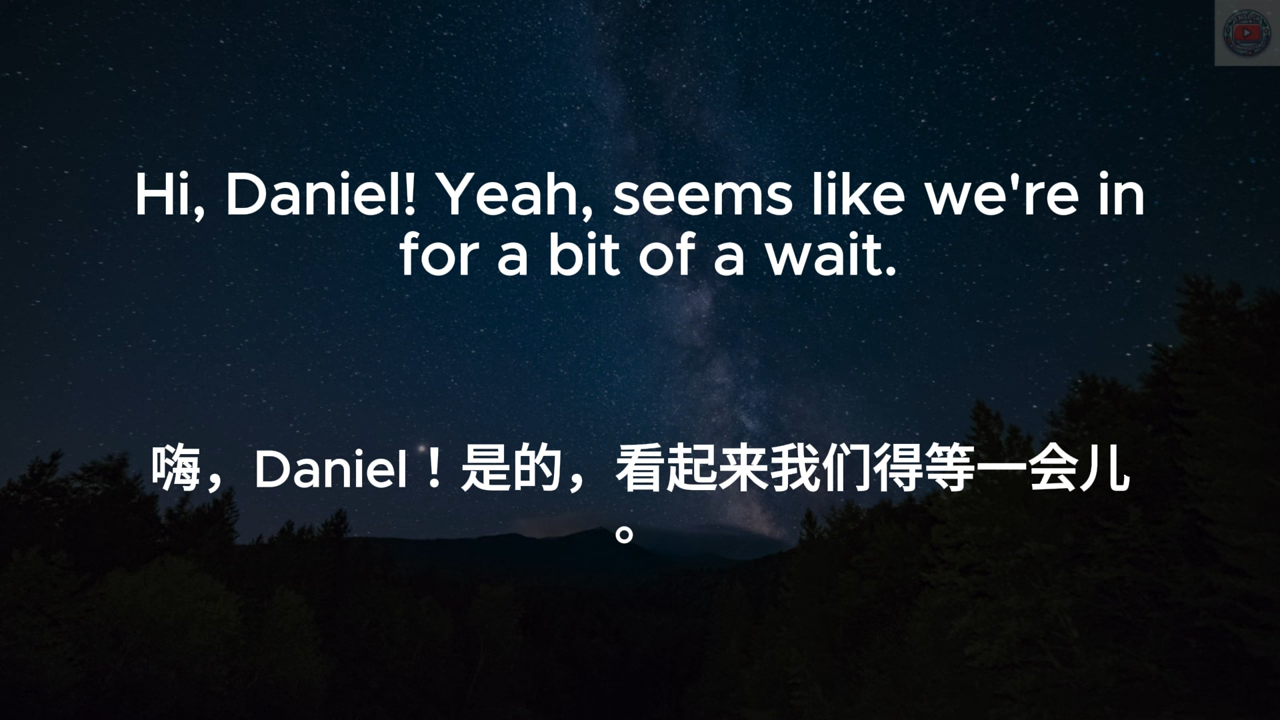 Hi, Daniel! Yeah, seems like we're in
for a bit of a wait.
嗨，Daniel！是的，看起来我们得等一会儿
。